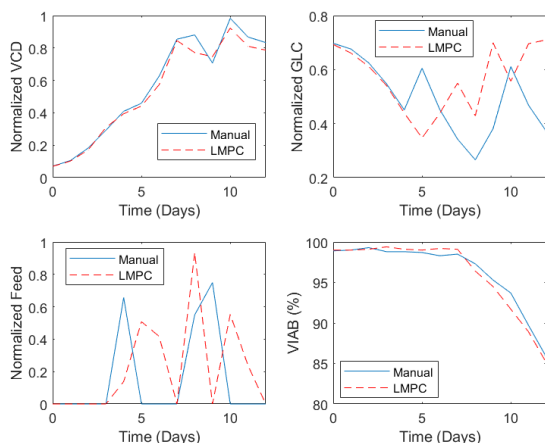 Normalized VCD
1
0.8
0.6
0.4
0.2
0
0
5
10
Time (Days)
Manual
LMPC
Normalized GLC
0.8
0.6
0.4
0.2
0
5
10
Time (Days)
Manual
LMPC
Normalized Feed
1
0.8
0.6
0.4
0.2
0
0
5
10
Time (Days)
Manual
LMPC
VIAB (%)
100
95
90
85
80
0
5
10
Time (Days)
Manual
LMPC